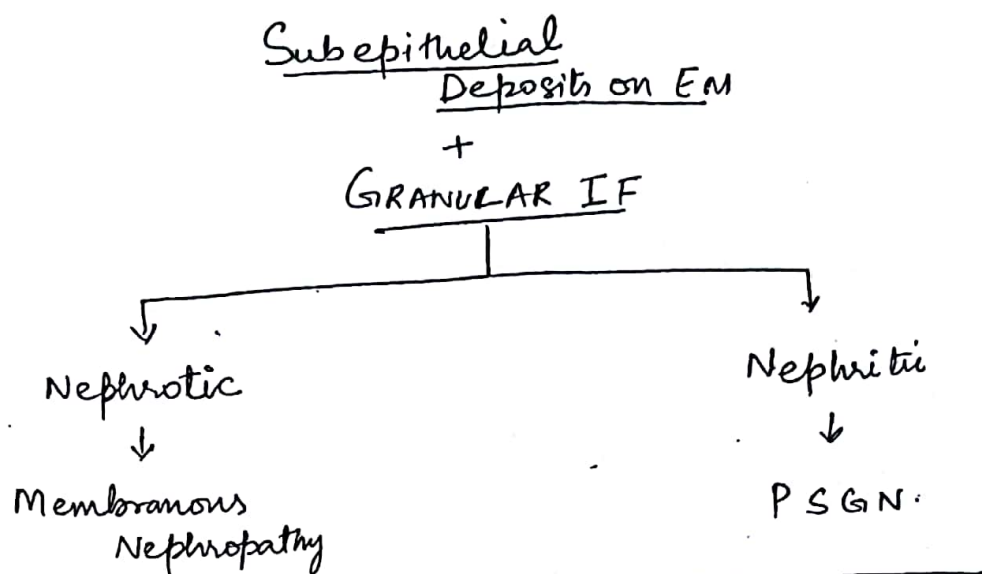 Subepithelial
Deposits on EM
+
GRANULAR IF
Nephrotic
Nephritic
Membranous
Nephropathy
PSGN.